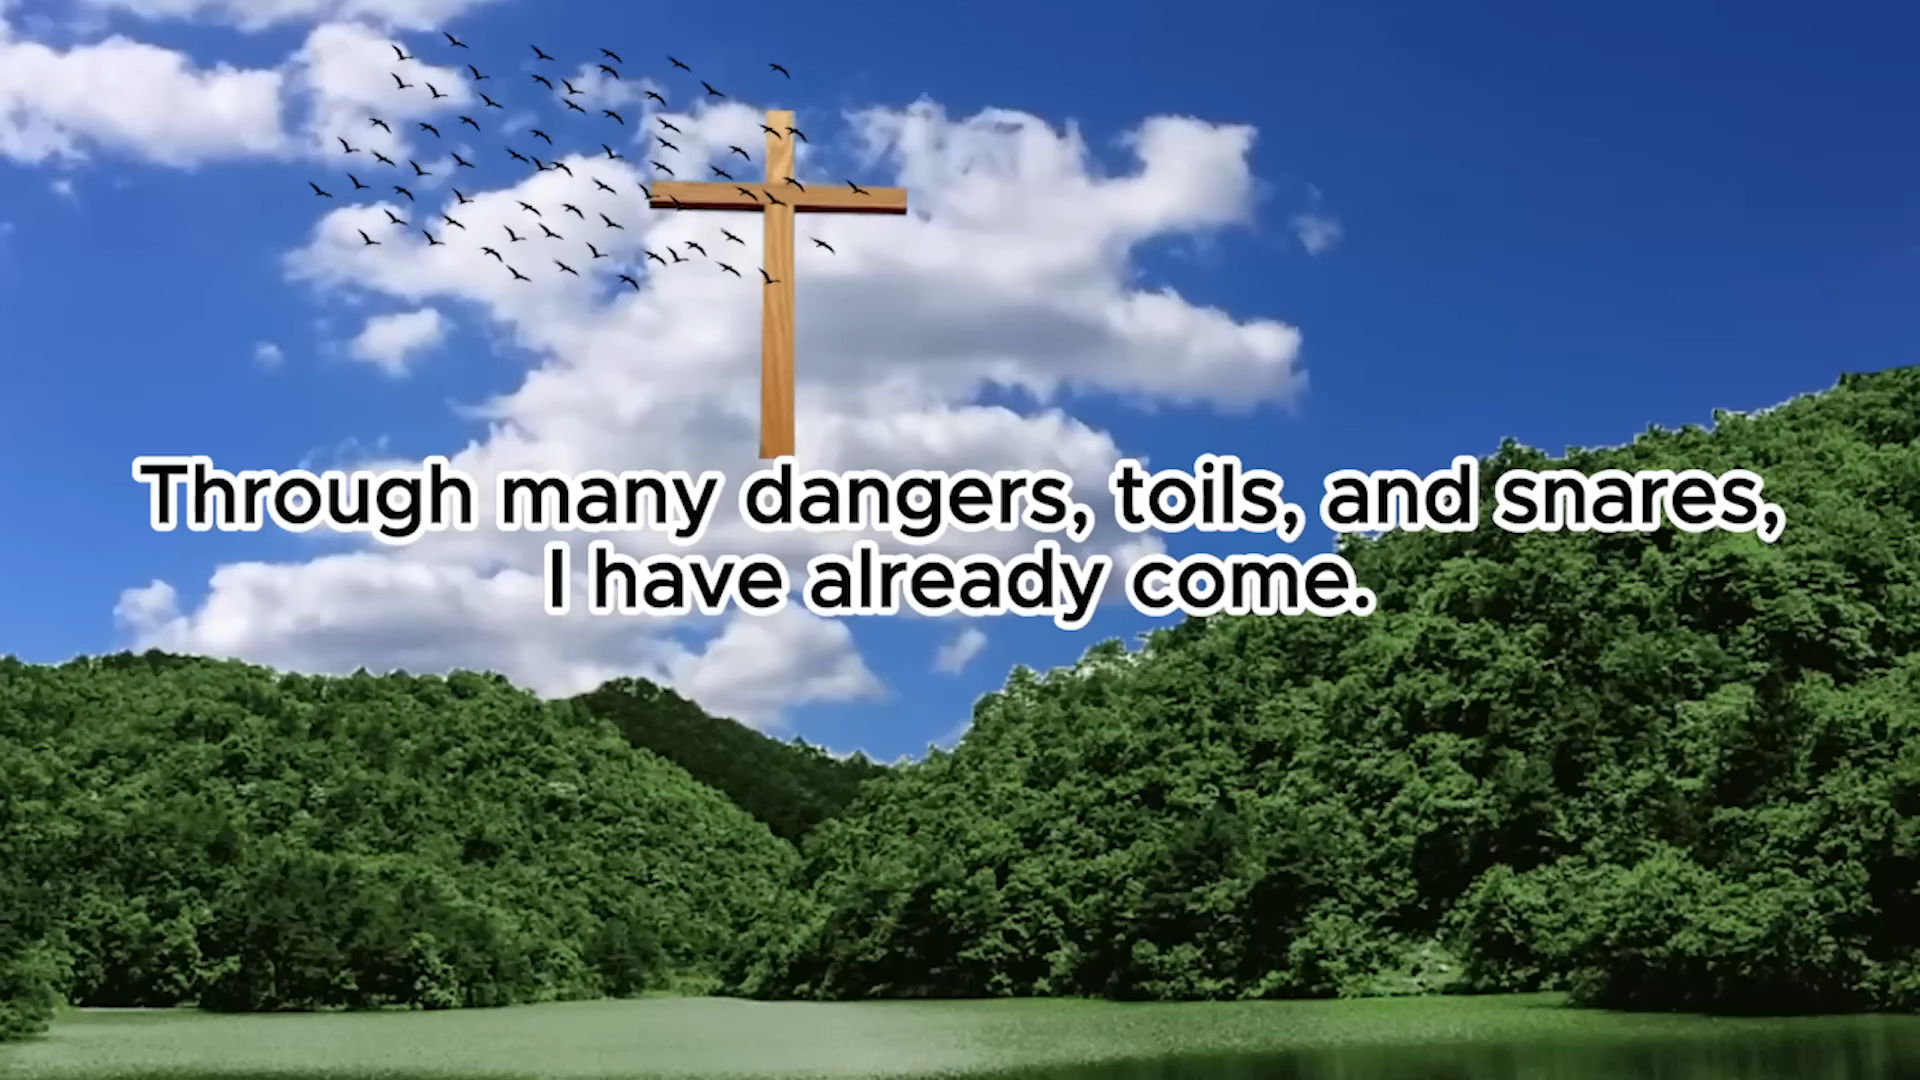 Through many dangers, toils, and snares,
I have already come.